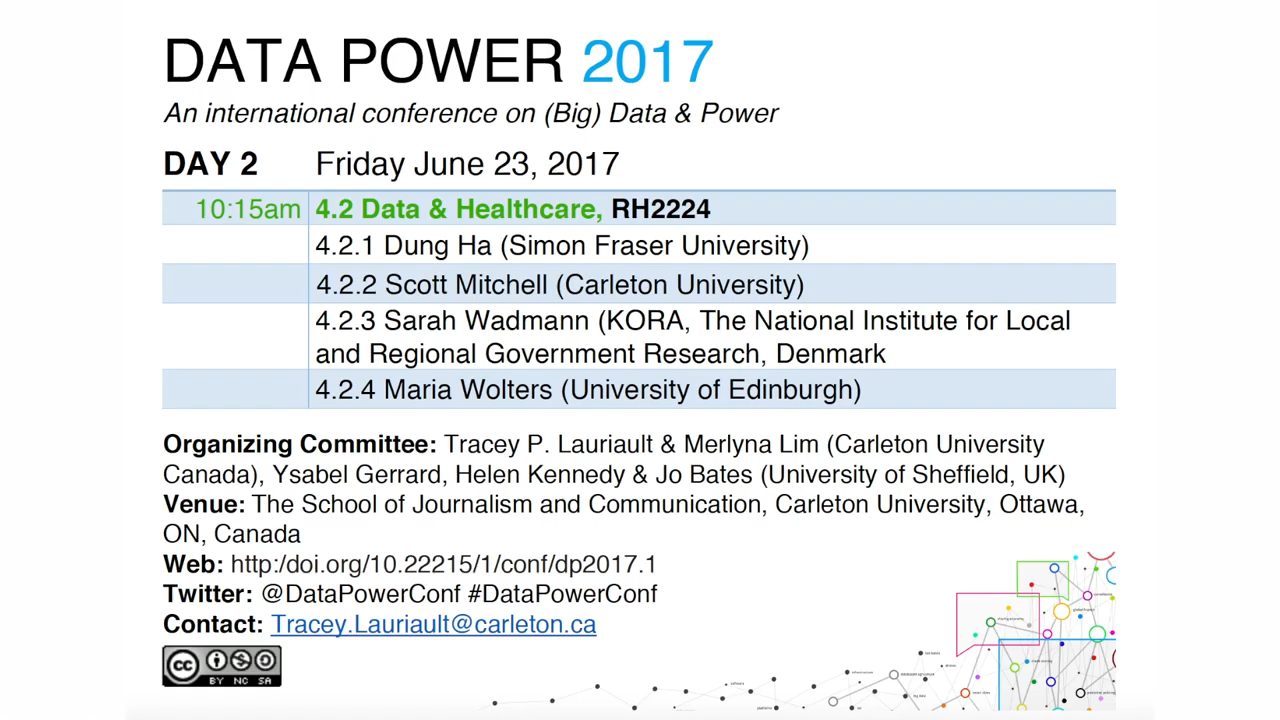 DATA POWER 2017
An international conference on (Big) Data & Power
DAY 2 Friday June 23, 2017
10:15am 4.2 Data & Healthcare, RH2224
4.2.1 Dung Ha (Simon Fraser University)
4.2.2 Scott Mitchell (Carleton University)
4.2.3 Sarah Wadmann (KORA, The National Institute for Local
and Regional Government Research, Denmark
4.2.4 Maria Wolters (University of Edinburgh)
Organizing Committee: Tracey P. Lauriault & Merlyna Lim (Carleton University
Canada), Ysabel Gerrard, Helen Kennedy & Jo Bates (University of Sheffield, UK)
Venue: The School of Journalism and Communication, Carleton University, Ottawa,
ON, Canada
Web: http:/doi.org/10.22215/1/conf/dp2017.1
Twitter: @DataPowerConf #DataPowerConf
Contact: Tracey.Lauriault@carleton.ca
cc BY NC SA